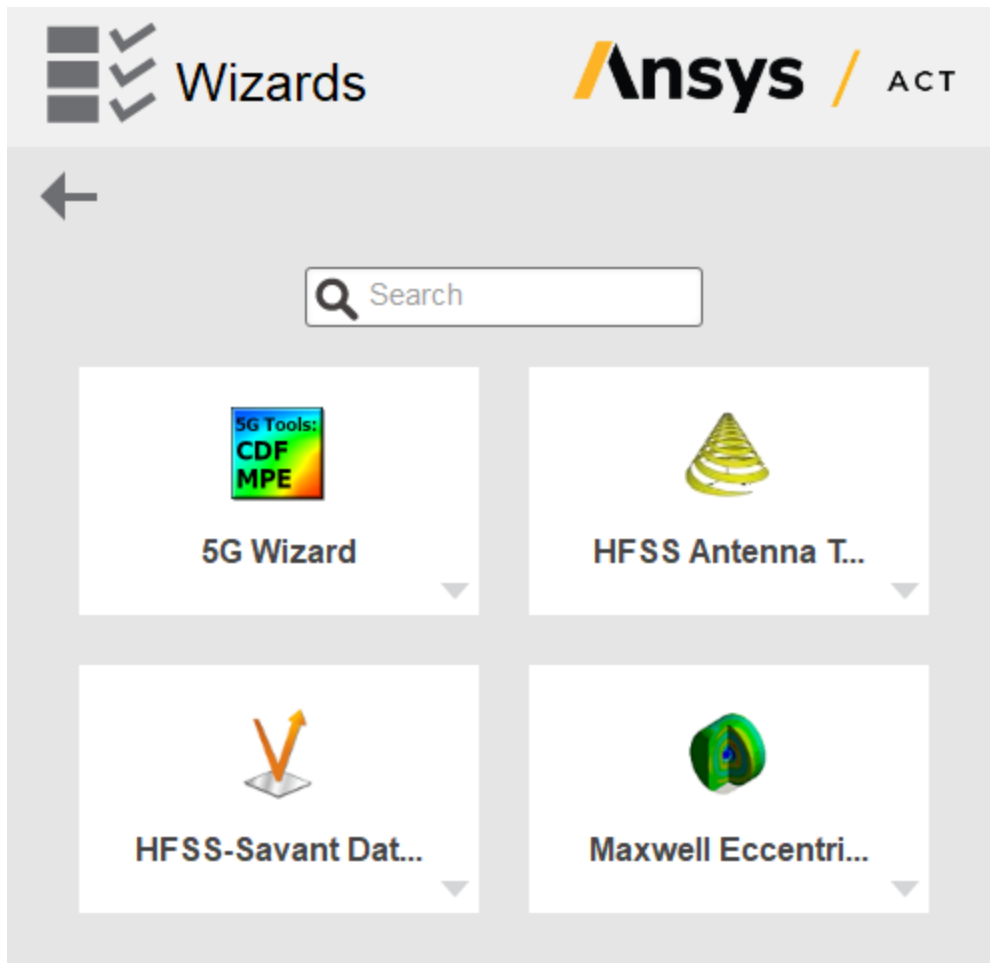 Wizards
Ansys / ACT
Search
5G Tools:
CDF
MPE
5G Wizard
HFSS Antenna T...
HFSS-Savant Dat...
Maxwell Eccentri...